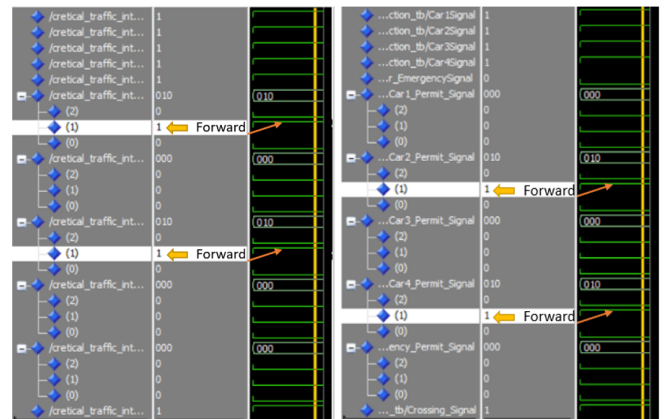 /cretical_traffic_int... 1
/cretical_traffic_int... 1
/cretical_traffic_int... 1
/cretical_traffic_int... 1
/cretical_traffic_int... 1
/cretical_traffic_int... 010 010
(2) 0
(1) 1 Forward
(0) 0
/cretical_traffic_int... 000 000
(2) 0
(1) 0
(0) 0
/cretical_traffic_int... 010 010
(2) 0
(1) 1 Forward
(0) 0
/cretical_traffic_int... 000 000
(2) 0
(1) 0
(0) 0
/cretical_traffic_int... 000 000
(2) 0
(1) 0
(0) 0
/cretical_traffic_int... 1
...ction_tb/Car1Signal 1
...ction_tb/Car2Signal 1
...ction_tb/Car3Signal 1
...ction_tb/Car4Signal 1
...r_EmergencySignal 0
...Car1_Permit_Signal 000 000
(2) 0
(1) 0
(0) 0
...Car2_Permit_Signal 010 010
(2) 0
(1) 1 Forward
(0) 0
...Car3_Permit_Signal 000 000
(2) 0
(1) 0
(0) 0
...Car4_Permit_Signal 010 010
(2) 0
(1) 1 Forward
(0) 0
...ency_Permit_Signal 000 000
(2) 0
(1) 0
(0) 0
..._tb/Crossing_Signal 0